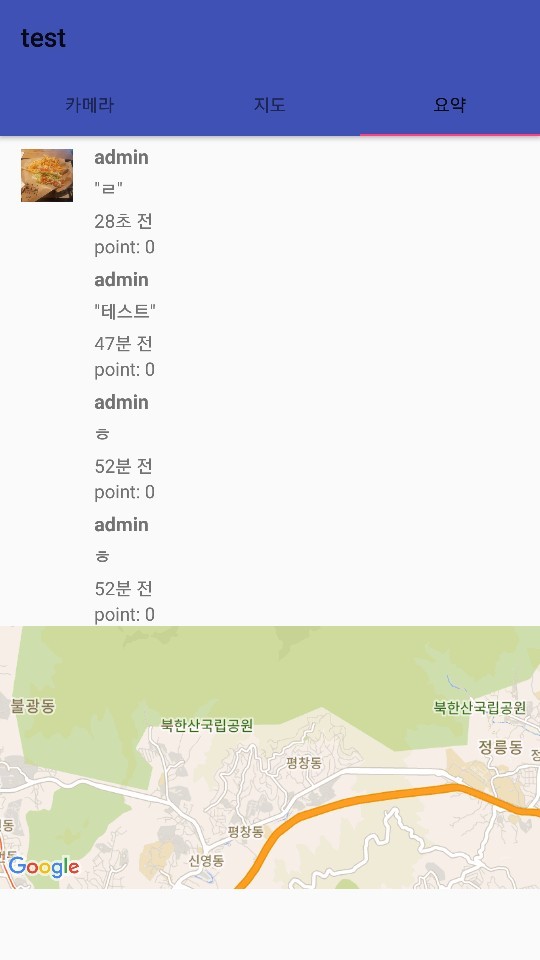 test
카메라 지도 요약
admin
"ㄹ"
28초 전
point: 0
admin
"테스트"
47분 전
point: 0
admin
ㅎ
52분 전
point: 0
admin
ㅎ
52분 전
point: 0
불광동
북한산국립공원
북한산국립공원
정릉동
평창동
평창동
신영동
Google